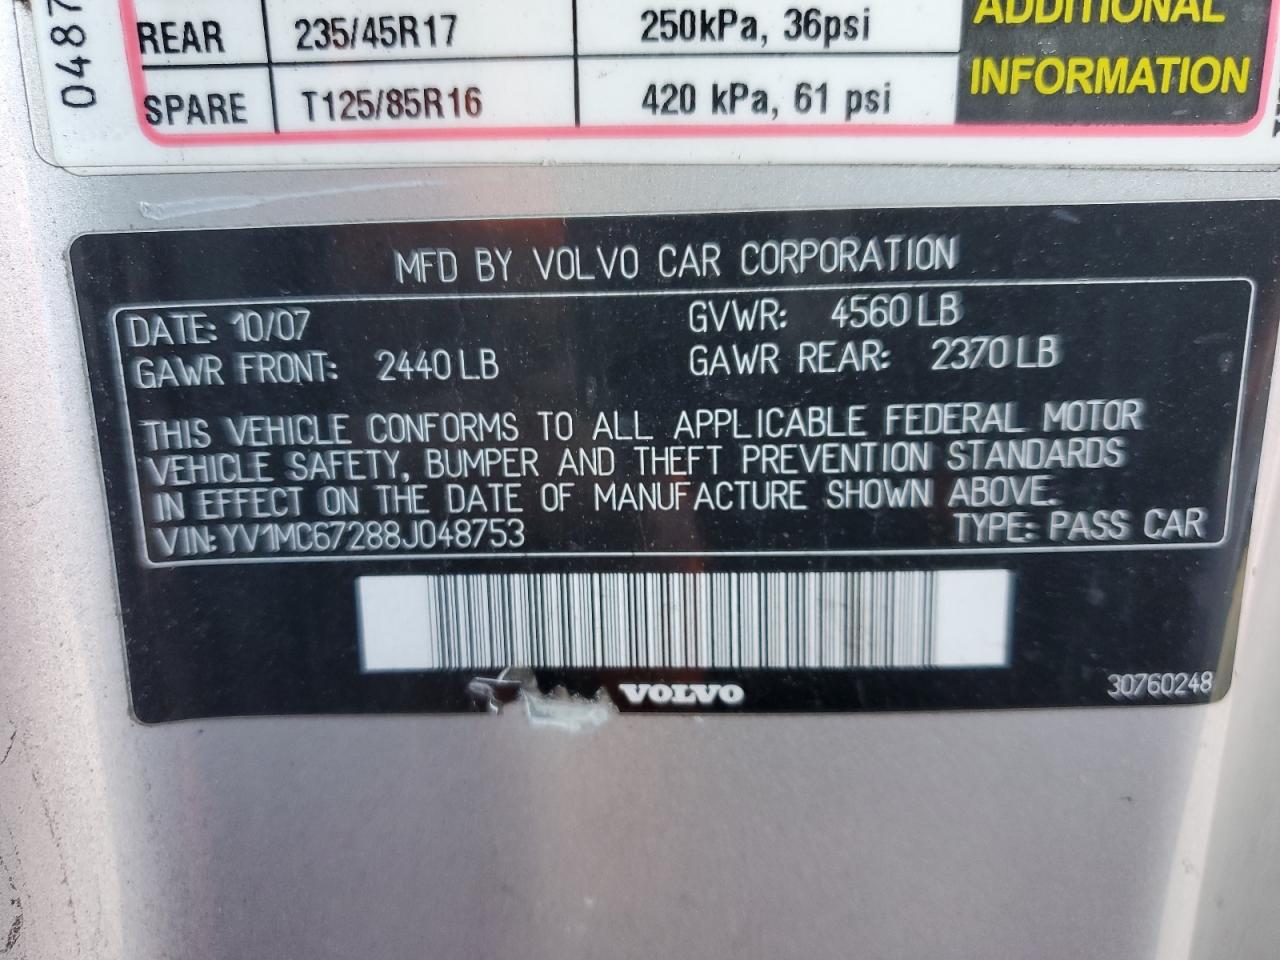 0487
REAR 235/45R17 250kPa, 36psi
SPARE T125/85R16 420 kPa, 61 psi
ADDITIONAL
INFORMATION
MFD BY VOLVO CAR CORPORATION
DATE: 10/07 GVWR: 4560 LB
GAWR FRONT: 2440 LB GAWR REAR: 2370 LB
THIS VEHICLE CONFORMS TO ALL APPLICABLE FEDERAL MOTOR
VEHICLE SAFETY, BUMPER AND THEFT PREVENTION STANDARDS
IN EFFECT ON THE DATE OF MANUFACTURE SHOWN ABOVE.
VIN: YV1MC67288J048753 TYPE: PASS CAR
VOLVO
30760248